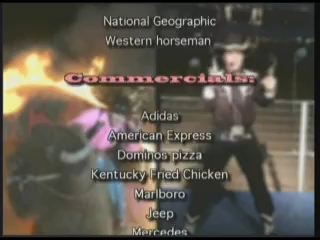 National Geographic
Western horseman
Commercials:
Adidas
American Express
Dominos pizza
Kentucky Fried Chicken
Marlboro
Jeep
Mercedes